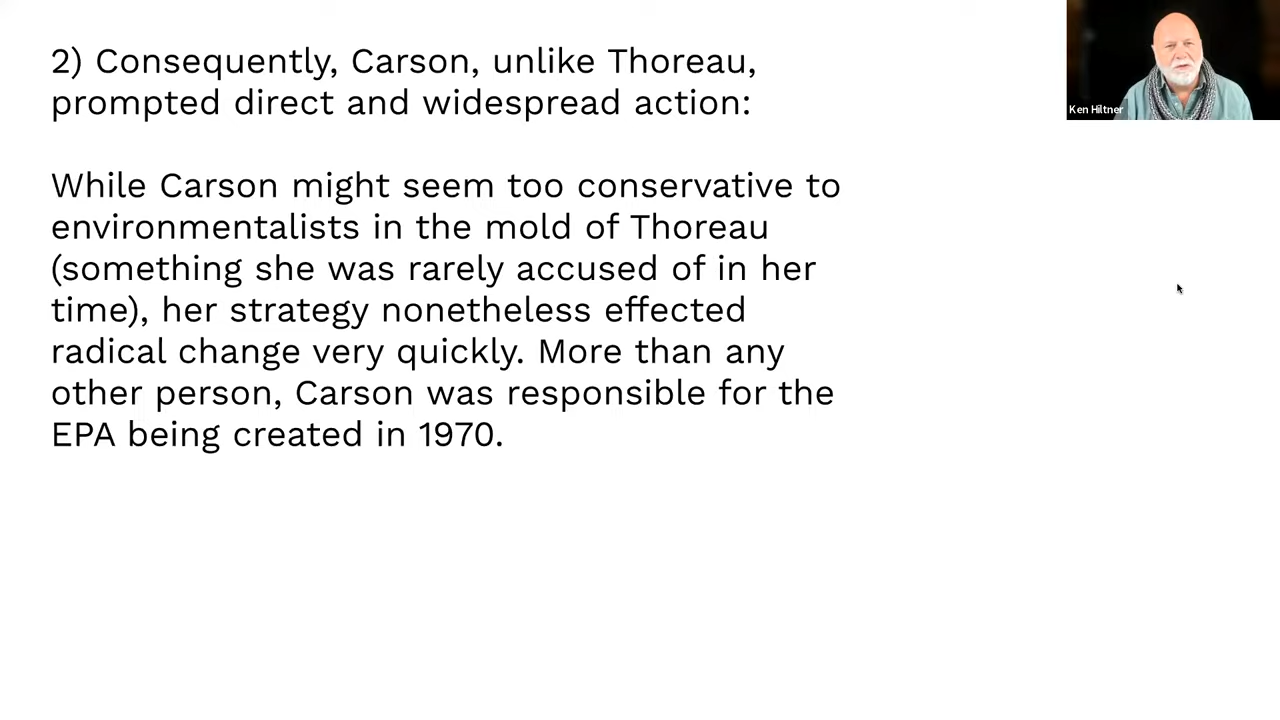 2) Consequently, Carson, unlike Thoreau,
prompted direct and widespread action:
While Carson might seem too conservative to
environmentalists in the mold of Thoreau
(something she was rarely accused of in her
time), her strategy nonetheless effected
radical change very quickly. More than any
other person, Carson was responsible for the
EPA being created in 1970.
Ken Hiltner